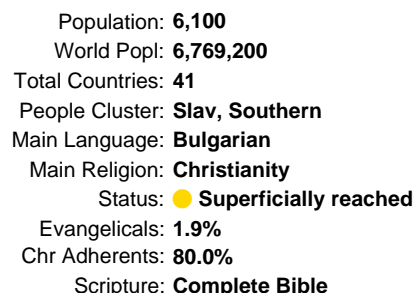 Population: 6,100
World Popl: 6,769,200
Total Countries: 41
People Cluster: Slav, Southern
Main Language: Bulgarian
Main Religion: Christianity
Status: Superficially reached
Evangelicals: 1.9%
Chr Adherents: 80.0%
Scripture: Complete Bible